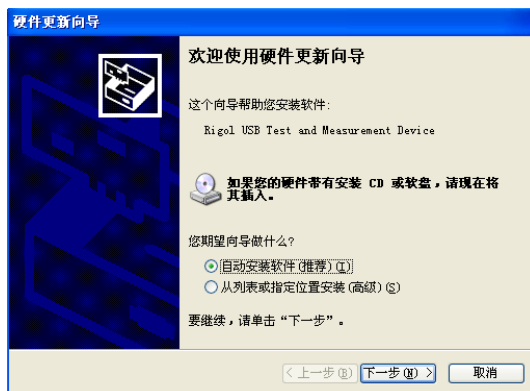 硬件更新向导
欢迎使用硬件更新向导
这个向导帮助您安装软件:
Rigol USB Test and Measurement Device
如果您的硬件带有安装 CD 或软盘，请现在将
其插入。
您期望向导做什么?
自动安装软件(推荐)(I)
从列表或指定位置安装(高级)(S)
要继续，请单击“下一步”。
< 上一步(B)
下一步(N) >
取消